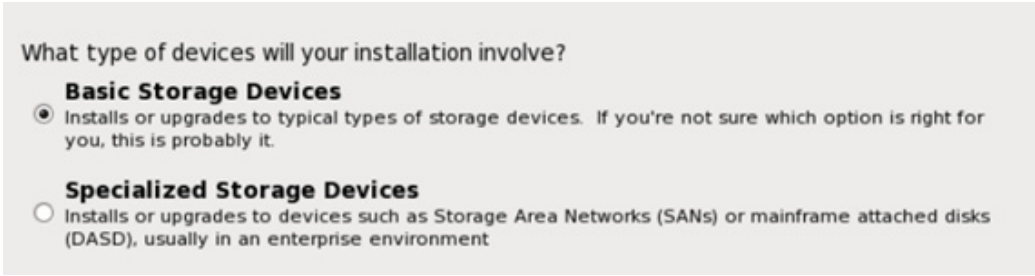 What type of devices will your installation involve?
Basic Storage Devices
Installs or upgrades to typical types of storage devices.  If you're not sure which option is right for
you, this is probably it.
Specialized Storage Devices
Installs or upgrades to devices such as Storage Area Networks (SANs) or mainframe attached disks
(DASD), usually in an enterprise environment